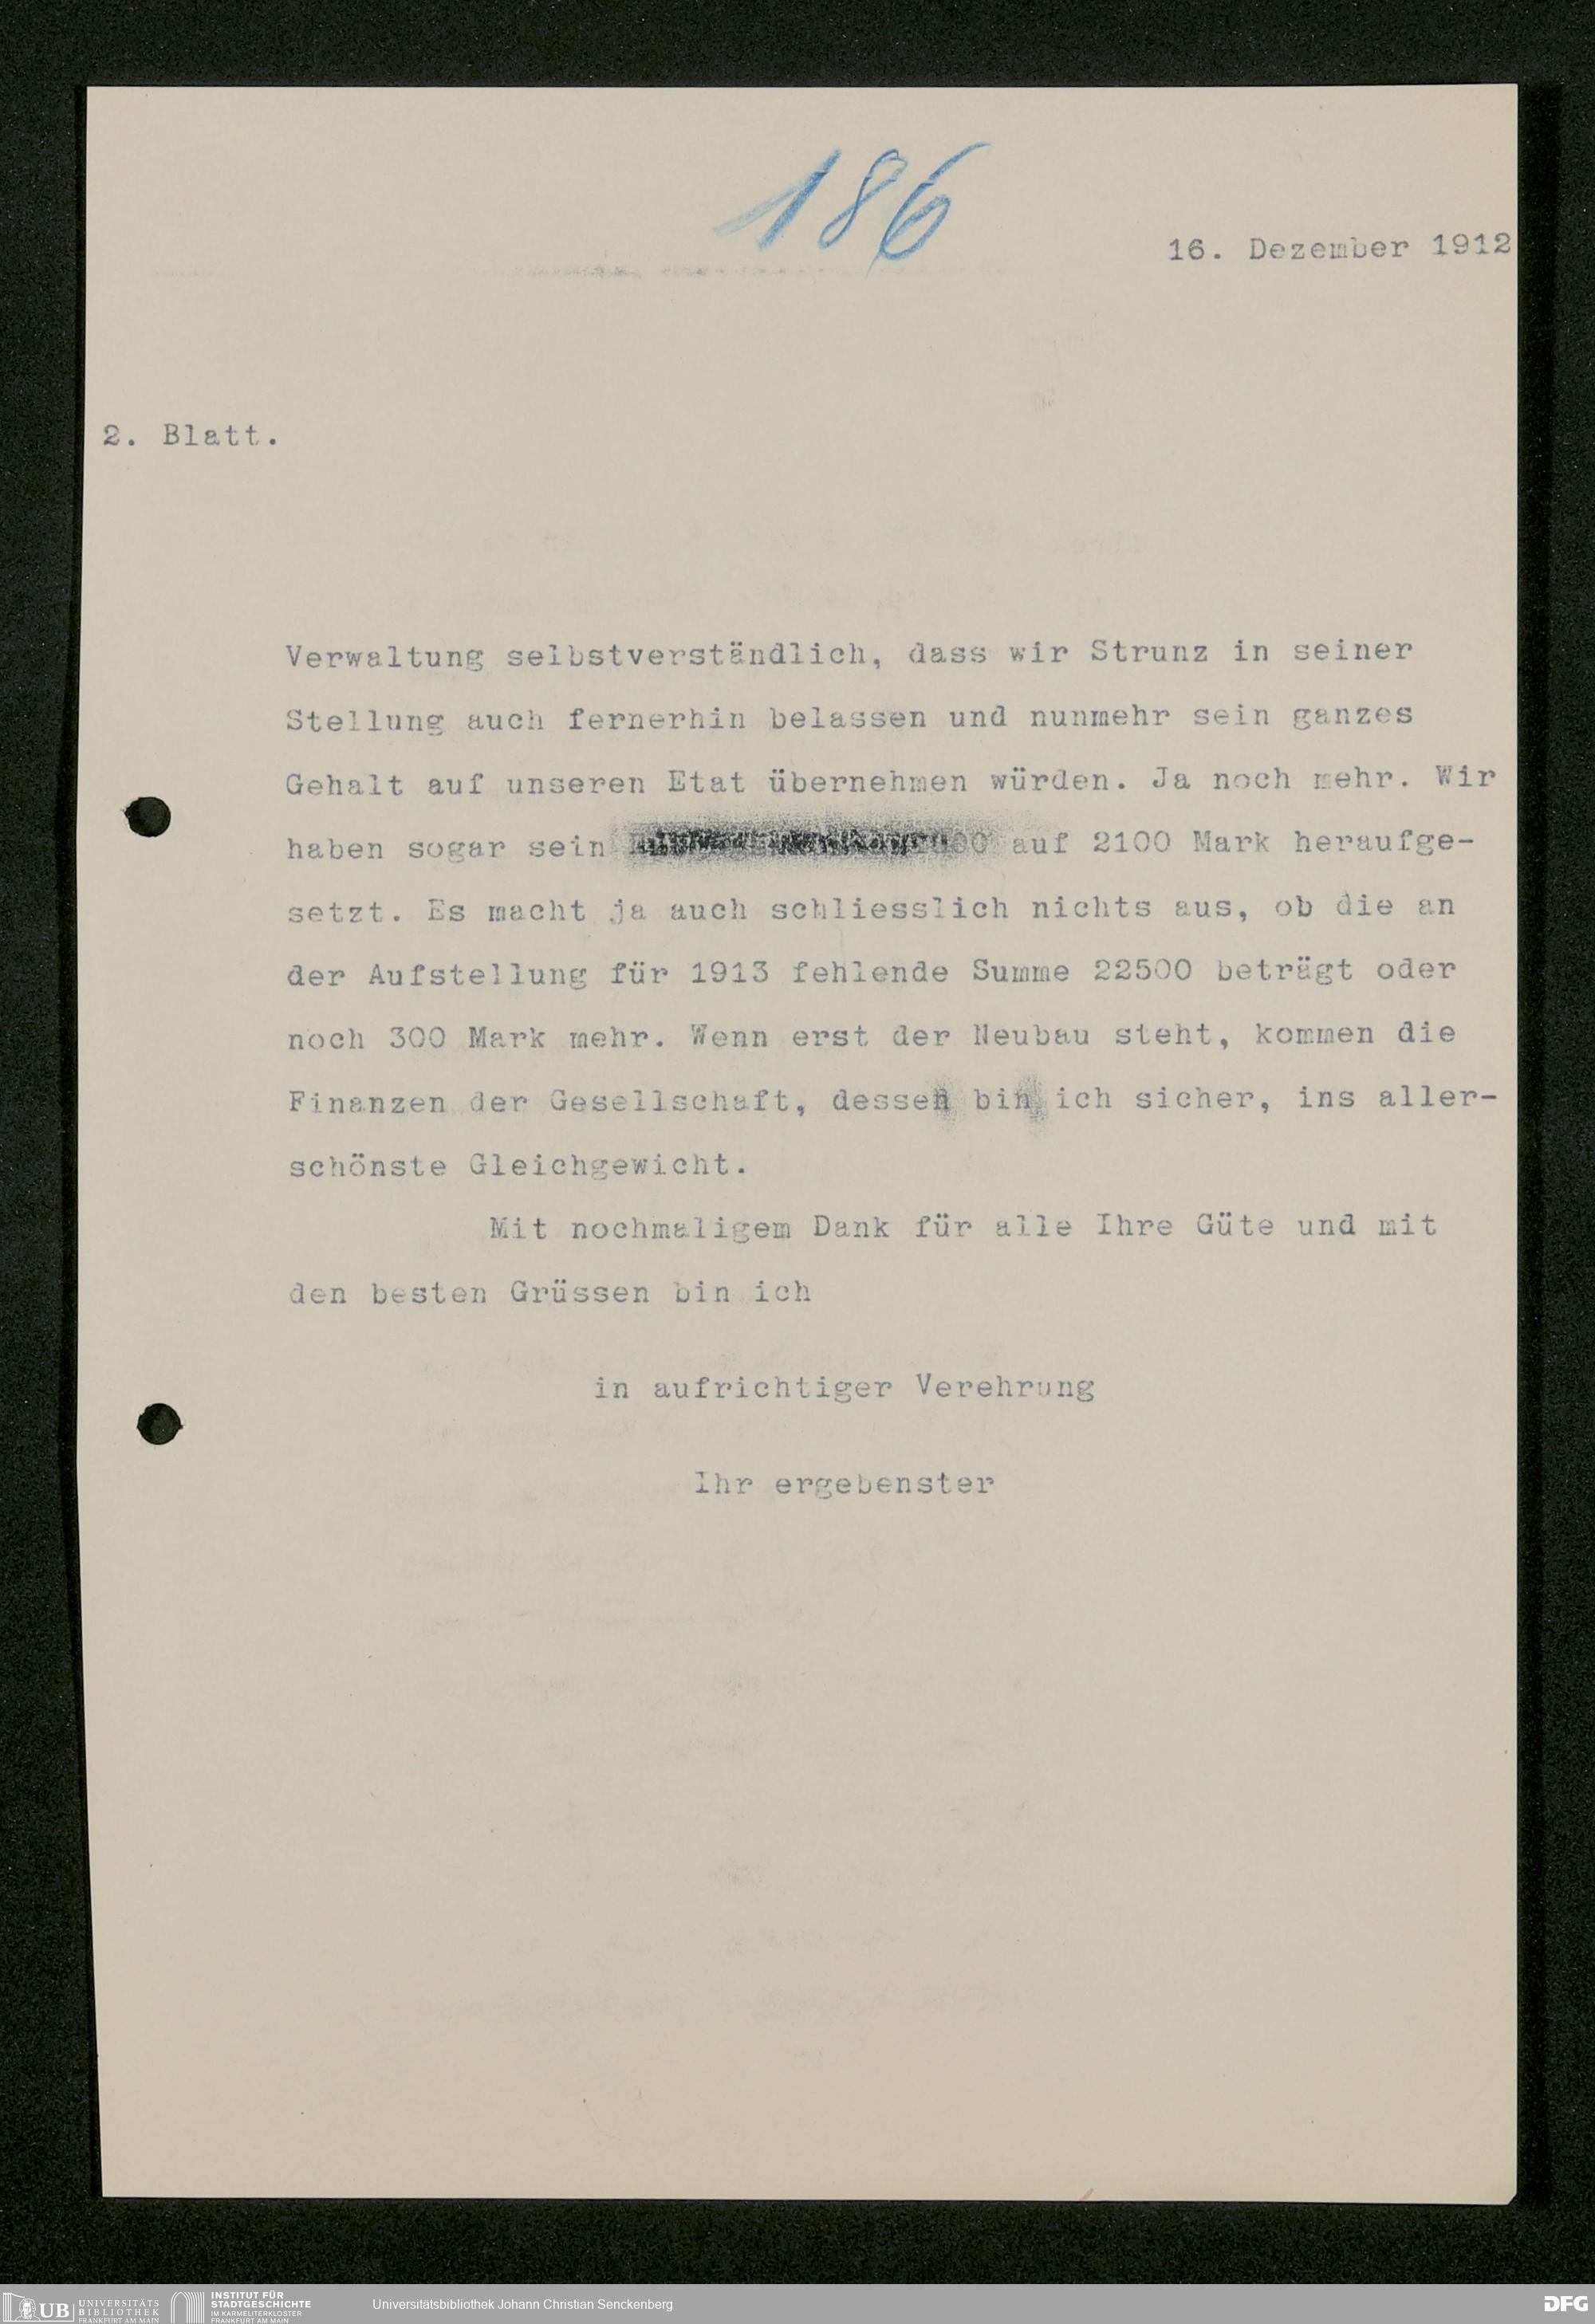 186
16. Dezember 1912
2. Blatt.
Verwaltung selbstverständlich, dass wir Strunz in seiner
Stellung auch fernerhin belassen und nunmehr sein ganzes
Gehalt auf unseren Etat übernehmen würden. Ja noch mehr. Wir
haben sogar sein auf 2100 Mark heraufge-
setzt. Es macht ja auch schliesslich nichts aus, ob die an
der Aufstellung für 1913 fehlende Summe 22500 beträgt oder
noch 300 Mark mehr. Wenn erst der Neubau steht, kommen die
Finanzen der Gesellschaft, dessen bin ich sicher, ins aller-
schönste Gleichgewicht.
Mit nochmaligem Dank für alle Ihre Güte und mit
den besten Grüssen bin ich
in aufrichtiger Verehrung
Ihr ergebenster
UB UNIVERSITÄTS
BIBLIOTHEK
FRANKFURT AM MAIN
INSTITUT FÜR
STADTGESCHICHTE
IM KARMELITERKLOSTER
FRANKFURT AM MAIN
Universitätsbibliothek Johann Christian Senckenberg
DFG